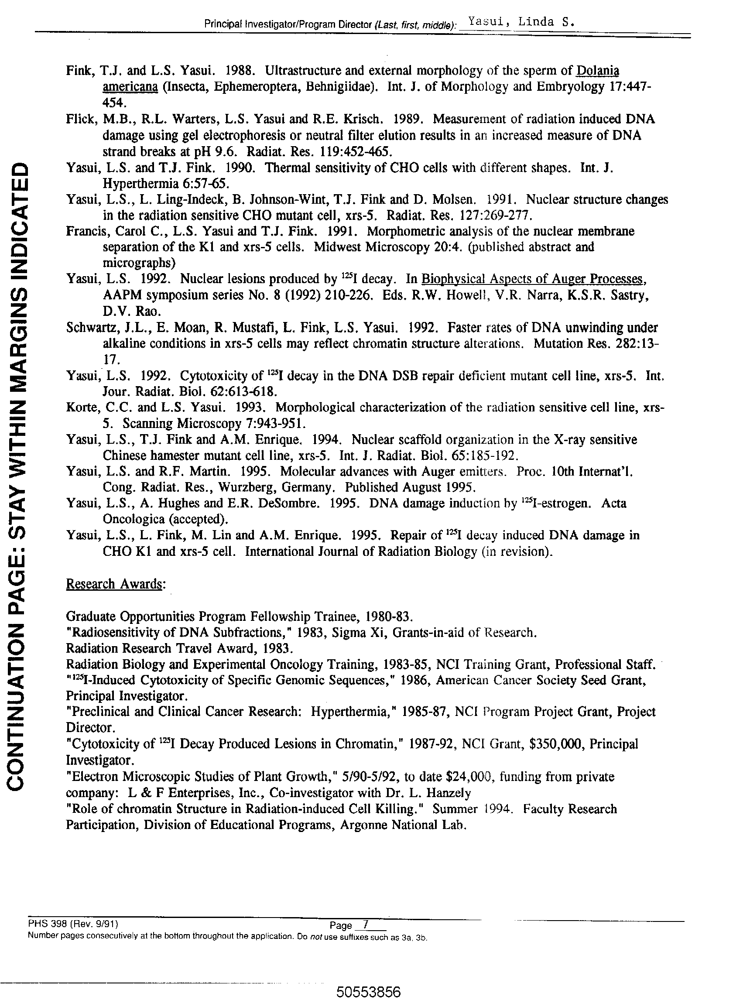 Principal Investigator/Program Director (Last, first, middle): Yasui, Linda S.
Fink, T.J. and L.S. Yasui. 1988. Ultrastructure and external morphology of the sperm of Dolania
americana (Insecta, Ephemeroptera, Behnigiidae). Int. J. of Morphology and Embryology 17:447-
454.
Flick, M.B., R.L. Warters, L.S. Yasui and R.E. Krisch. 1989. Measurement of radiation induced DNA
damage using gel electrophoresis or neutral filter elution results in an increased measure of DNA
strand breaks at pH 9.6. Radiat. Res. 119:452-465.
Yasui, L.S. and T.J. Fink. 1990. Thermal sensitivity of CHO cells with different shapes. Int. J.
Hyperthermia 6:57-65.
Yasui, L.S., L. Ling-Indeck, B. Johnson-Wint, T.J. Fink and D. Molsen. 1991. Nuclear structure changes
in the radiation sensitive CHO mutant cell, xrs-5. Radiat. Res. 127:269-277.
Francis, Carol C., L.S. Yasui and T.J. Fink. 1991. Morphometric analysis of the nuclear membrane
separation of the K1 and xrs-5 cells. Midwest Microscopy 20:4. (published abstract and
micrographs)
Yasui, L.S. 1992. Nuclear lesions produced by ¹²⁵I decay. In Biophysical Aspects of Auger Processes,
AAPM symposium series No. 8 (1992) 210-226. Eds. R.W. Howell, V.R. Narra, K.S.R. Sastry,
D.V. Rao.
Schwartz, J.L., E. Moan, R. Mustafi, L. Fink, L.S. Yasui. 1992. Faster rates of DNA unwinding under
alkaline conditions in xrs-5 cells may reflect chromatin structure alterations. Mutation Res. 282:13-
17.
Yasui, L.S. 1992. Cytotoxicity of ¹²⁵I decay in the DNA DSB repair deficient mutant cell line, xrs-5. Int.
Jour. Radiat. Biol. 62:613-618.
Korte, C.C. and L.S. Yasui. 1993. Morphological characterization of the radiation sensitive cell line, xrs-
5. Scanning Microscopy 7:943-951.
Yasui, L.S., T.J. Fink and A.M. Enrique. 1994. Nuclear scaffold organization in the X-ray sensitive
Chinese hamester mutant cell line, xrs-5. Int. J. Radiat. Biol. 65:185-192.
Yasui, L.S. and R.F. Martin. 1995. Molecular advances with Auger emitters. Proc. 10th Internat'l.
Cong. Radiat. Res., Wurzberg, Germany. Published August 1995.
Yasui, L.S., A. Hughes and E.R. DeSombre. 1995. DNA damage induction by ¹²⁵I-estrogen. Acta
Oncologica (accepted).
Yasui, L.S., L. Fink, M. Lin and A.M. Enrique. 1995. Repair of ¹²⁵I decay induced DNA damage in
CHO K1 and xrs-5 cell. International Journal of Radiation Biology (in revision).
Research Awards:
Graduate Opportunities Program Fellowship Trainee, 1980-83.
"Radiosensitivity of DNA Subfractions," 1983, Sigma Xi, Grants-in-aid of Research.
Radiation Research Travel Award, 1983.
Radiation Biology and Experimental Oncology Training, 1983-85, NCI Training Grant, Professional Staff.
"¹²⁵I-Induced Cytotoxicity of Specific Genomic Sequences," 1986, American Cancer Society Seed Grant,
Principal Investigator.
"Preclinical and Clinical Cancer Research: Hyperthermia," 1985-87, NCI Program Project Grant, Project
Director.
"Cytotoxicity of ¹²⁵I Decay Produced Lesions in Chromatin," 1987-92, NCI Grant, $350,000, Principal
Investigator.
"Electron Microscopic Studies of Plant Growth," 5/90-5/92, to date $24,000, funding from private
company: L & F Enterprises, Inc., Co-investigator with Dr. L. Hanzely
"Role of chromatin Structure in Radiation-induced Cell Killing." Summer 1994. Faculty Research
Participation, Division of Educational Programs, Argonne National Lab.
CONTINUATION PAGE: STAY WITHIN MARGINS INDICATED
PHS 398 (Rev. 9/91) Page 7
Number pages consecutively at the bottom throughout the application. Do not use suffixes such as 3a, 3b.
50553856